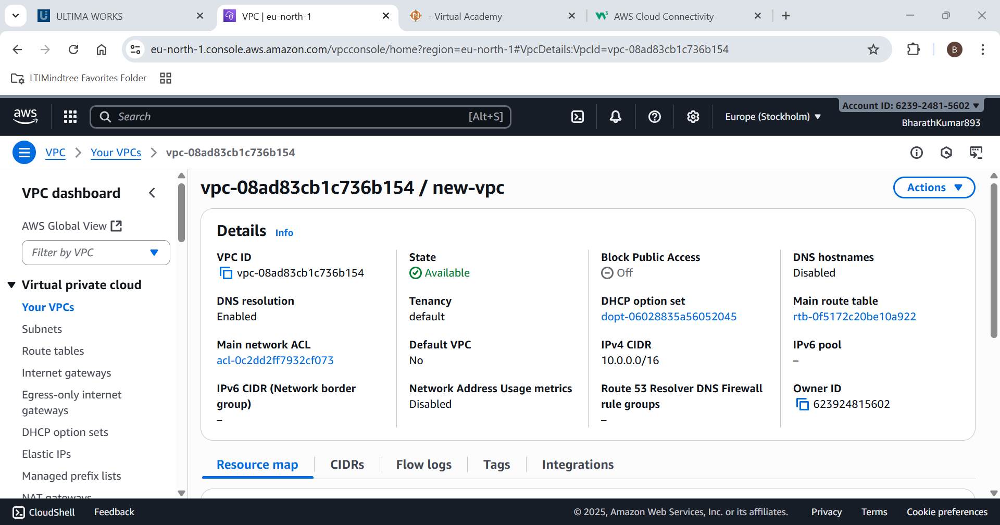 ULTIMA WORKS
VPC | eu-north-1
- Virtual Academy
AWS Cloud Connectivity
eu-north-1.console.aws.amazon.com/vpcconsole/home?region=eu-north-1#VpcDetails:VpcId=vpc-08ad83cb1c736b154
B
LTIMindtree Favorites Folder
aws
Search
[Alt+S]
Europe (Stockholm)
Account ID: 6239-2481-5602
BharathKumar893
VPC
Your VPCs
vpc-08ad83cb1c736b154
VPC dashboard
AWS Global View
Filter by VPC
Virtual private cloud
Your VPCs
Subnets
Route tables
Internet gateways
Egress-only internet
gateways
DHCP option sets
Elastic IPs
Managed prefix lists
NAT gateways
vpc-08ad83cb1c736b154 / new-vpc
Actions
Details Info
VPC ID
vpc-08ad83cb1c736b154
State
Available
Block Public Access
Off
DNS hostnames
Disabled
DNS resolution
Enabled
Tenancy
default
DHCP option set
dopt-06028835a56052045
Main route table
rtb-0f5172c20be10a922
Main network ACL
acl-0c2dd2ff7932cf073
Default VPC
No
IPv4 CIDR
10.0.0.0/16
IPv6 pool
–
IPv6 CIDR (Network border
group)
–
Network Address Usage metrics
Disabled
Route 53 Resolver DNS Firewall
rule groups
–
Owner ID
623924815602
Resource map
CIDRs
Flow logs
Tags
Integrations
CloudShell
Feedback
© 2025, Amazon Web Services, Inc. or its affiliates.
Privacy
Terms
Cookie preferences